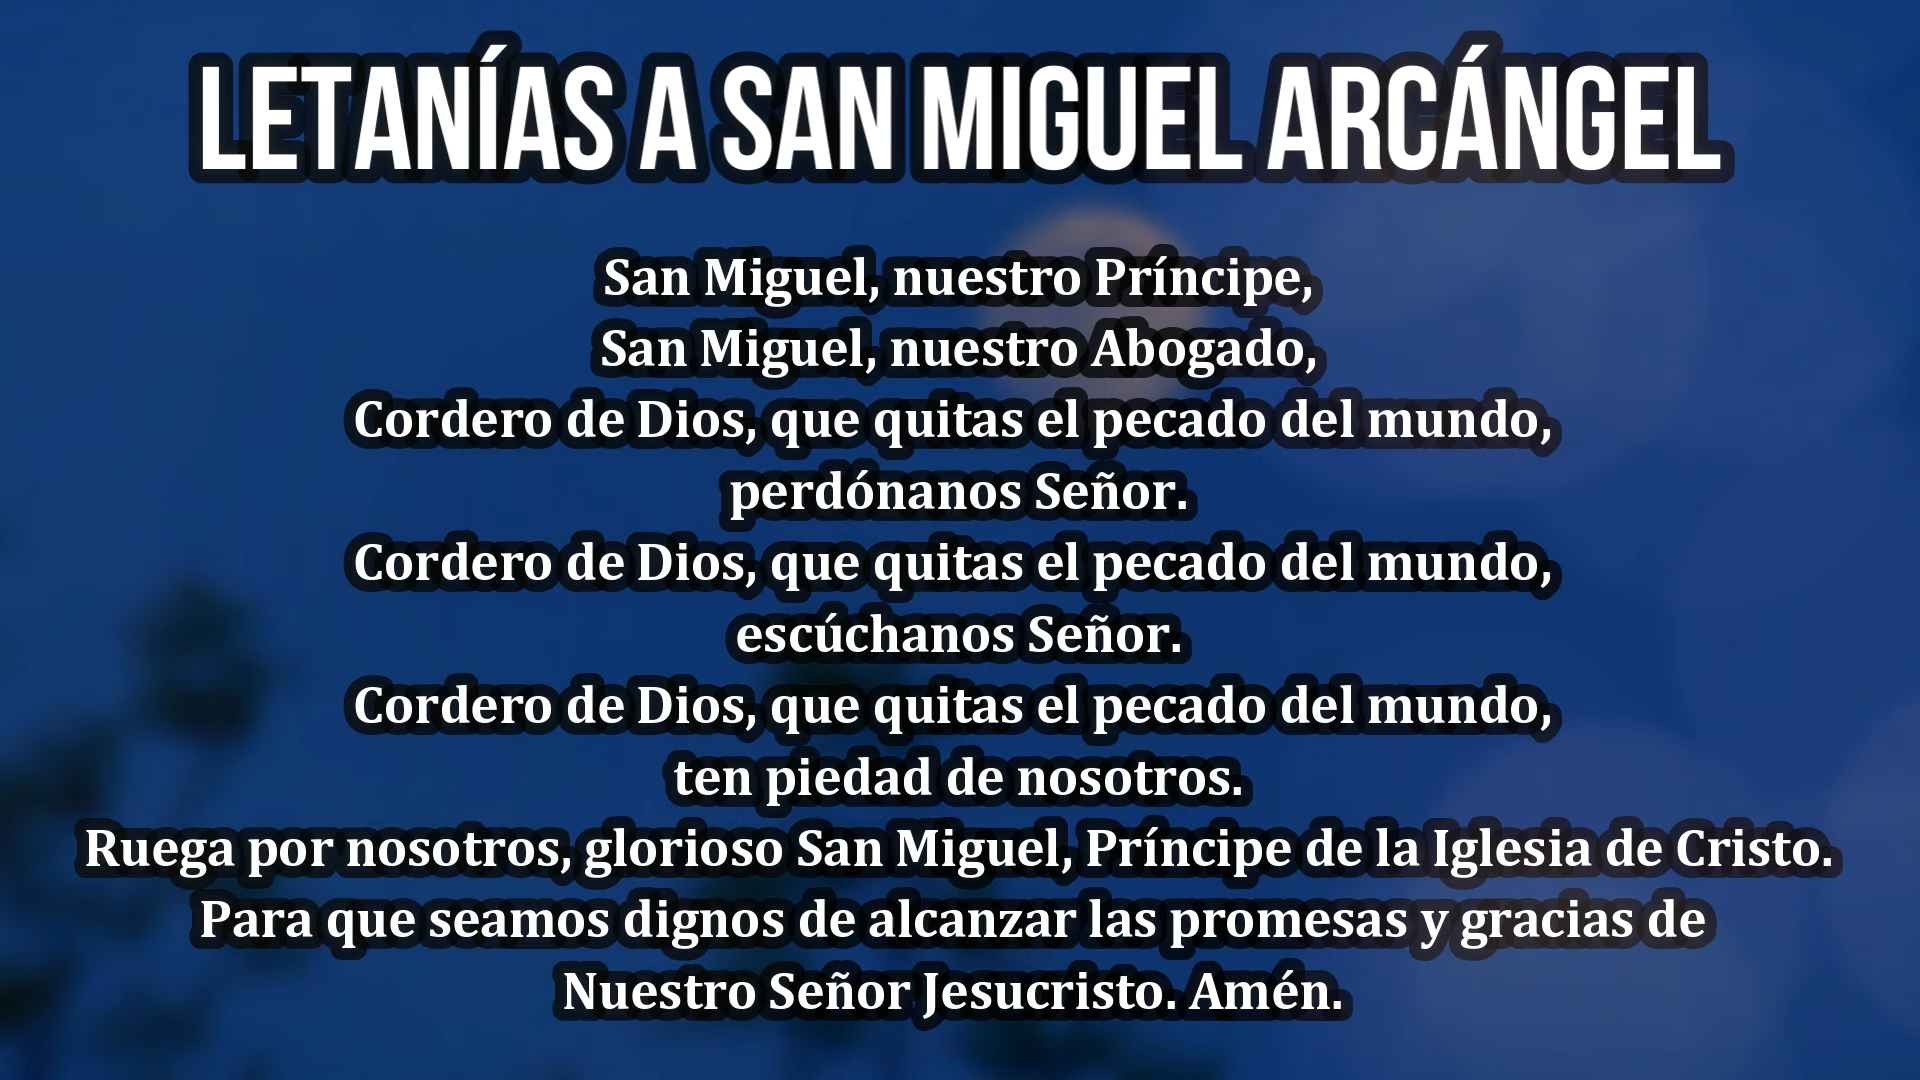 LETANÍAS A SAN MIGUEL ARCÁNGEL
San Miguel, nuestro Príncipe,
San Miguel, nuestro Abogado,
Cordero de Dios, que quitas el pecado del mundo,
perdónanos Señor.
Cordero de Dios, que quitas el pecado del mundo,
escúchanos Señor.
Cordero de Dios, que quitas el pecado del mundo,
ten piedad de nosotros.
Ruega por nosotros, glorioso San Miguel, Príncipe de la Iglesia de Cristo.
Para que seamos dignos de alcanzar las promesas y gracias de
Nuestro Señor Jesucristo. Amén.